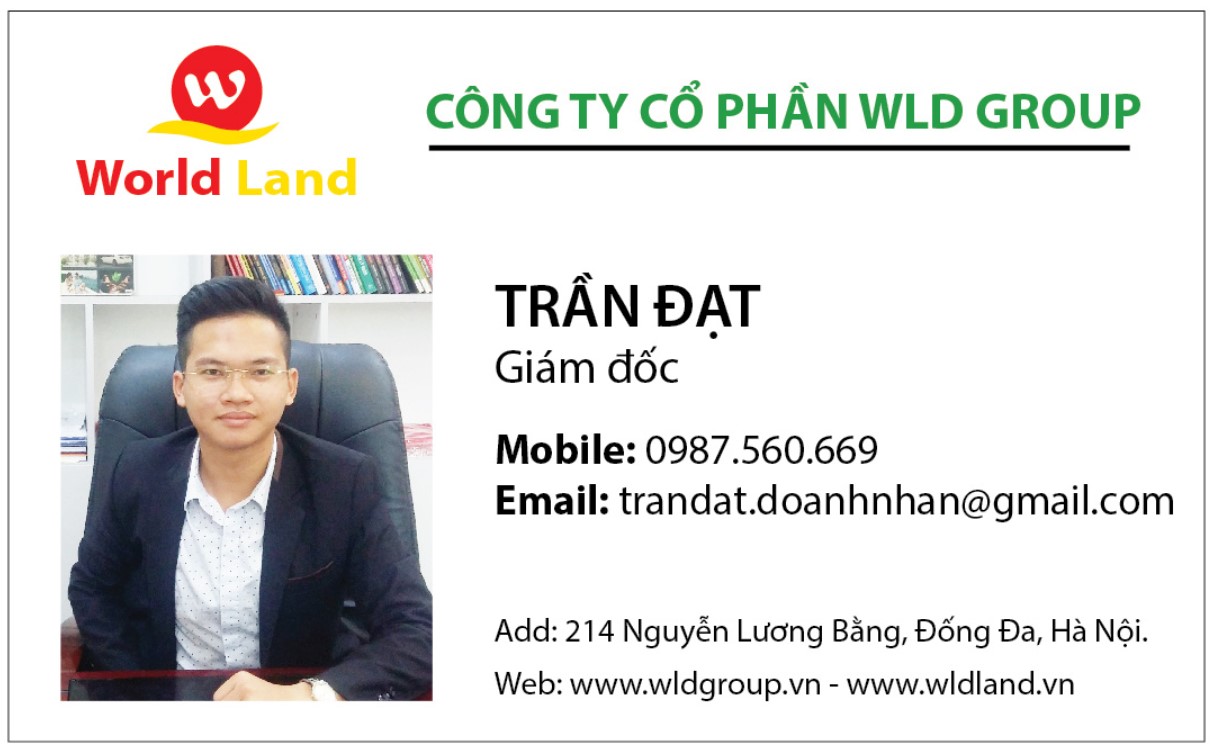 W
World Land
CÔNG TY CỔ PHẦN WLD GROUP
TRẦN ĐẠT
Giám đốc
Mobile: 0987.560.669
Email: trandat.doanhnhan@gmail.com
Add: 214 Nguyễn Lương Bằng, Đống Đa, Hà Nội.
Web: www.wldgroup.vn - www.wldland.vn